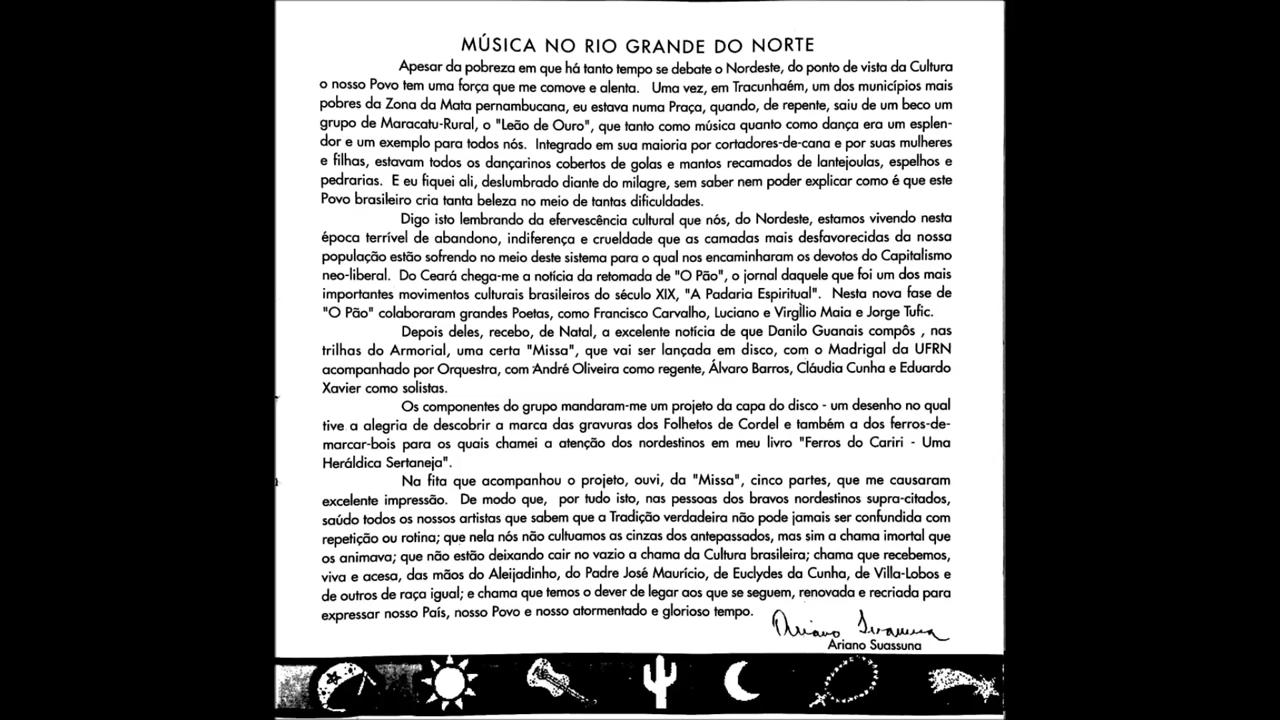 MÚSICA NO RIO GRANDE DO NORTE
Apesar da pobreza em que há tanto tempo se debate o Nordeste, do ponto de vista da Cultura
o nosso Povo tem uma força que me comove e alenta. Uma vez, em Tracunhaém, um dos municípios mais
pobres da Zona da Mata pernambucana, eu estava numa Praça, quando, de repente, saiu de um beco um
grupo de Maracatu-Rural, o "Leão de Ouro", que tanto como música quanto como dança era um esplen-
dor e um exemplo para todos nós. Integrado em sua maioria por cortadores-de-cana e por suas mulheres
e filhas, estavam todos os dançarinos cobertos de golas e mantos recamados de lantejoulas, espelhos e
pedrarias. E eu fiquei ali, deslumbrado diante do milagre, sem saber nem poder explicar como é que este
Povo brasileiro cria tanta beleza no meio de tantas dificuldades.
Digo isto lembrando da efervescência cultural que nós, do Nordeste, estamos vivendo nesta
época terrível de abandono, indiferença e crueldade que as camadas mais desfavorecidas da nossa
população estão sofrendo no meio deste sistema para o qual nos encaminharam os devotos do Capitalismo
neo-liberal. Do Ceará chega-me a notícia da retomada de "O Pão", o jornal daquele que foi um dos mais
importantes movimentos culturais brasileiros do século XIX, "A Padaria Espiritual". Nesta nova fase de
"O Pão" colaboraram grandes Poetas, como Francisco Carvalho, Luciano e Virgílio Maia e Jorge Tufic.
Depois deles, recebo, de Natal, a excelente notícia de que Danilo Guanais compôs , nas
trilhas do Armorial, uma certa "Missa", que vai ser lançada em disco, com o Madrigal da UFRN
acompanhado por Orquestra, com André Oliveira como regente, Álvaro Barros, Cláudia Cunha e Eduardo
Xavier como solistas.
Os componentes do grupo mandaram-me um projeto da capa do disco - um desenho no qual
tive a alegria de descobrir a marca das gravuras dos Folhetos de Cordel e também a dos ferros-de-
marcar-bois para os quais chamei a atenção dos nordestinos em meu livro "Ferros do Cariri - Uma
Heráldica Sertaneja".
Na fita que acompanhou o projeto, ouvi, da "Missa", cinco partes, que me causaram
excelente impressão. De modo que, por tudo isto, nas pessoas dos bravos nordestinos supra-citados,
saúdo todos os nossos artistas que sabem que a Tradição verdadeira não pode jamais ser confundida com
repetição ou rotina; que nela nós não cultuamos as cinzas dos antepassados, mas sim a chama imortal que
os animava; que não estão deixando cair no vazio a chama da Cultura brasileira; chama que recebemos,
viva e acesa, das mãos do Aleijadinho, do Padre José Maurício, de Euclydes da Cunha, de Villa-Lobos e
de outros de raça igual; e chama que temos o dever de legar aos que se seguem, renovada e recriada para
expressar nosso País, nosso Povo e nosso atormentado e glorioso tempo.
Ariano Suassuna
Ariano Suassuna